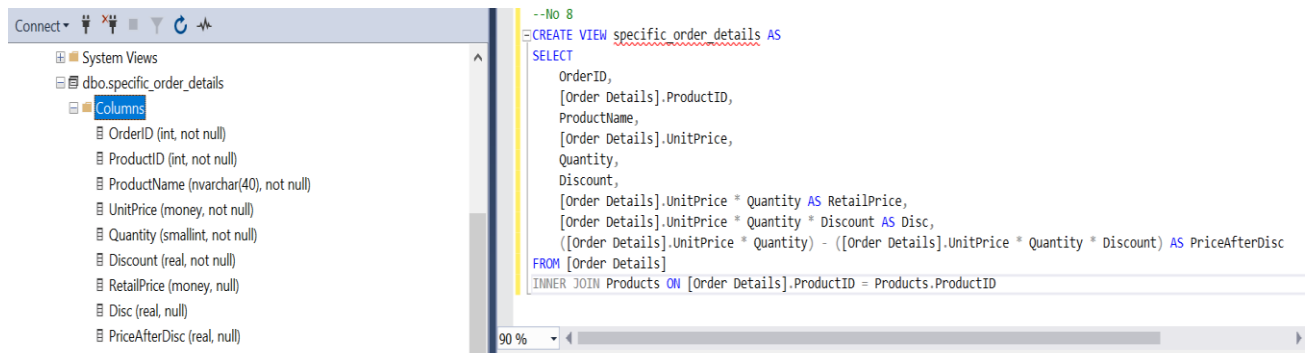 Connect
System Views
dbo.specific_order_details
Columns
OrderID (int, not null)
ProductID (int, not null)
ProductName (nvarchar(40), not null)
UnitPrice (money, not null)
Quantity (smallint, not null)
Discount (real, not null)
RetailPrice (money, null)
Disc (real, null)
PriceAfterDisc (real, null)
--No 8
CREATE VIEW specific_order_details AS
SELECT
OrderID,
[Order Details].ProductID,
ProductName,
[Order Details].UnitPrice,
Quantity,
Discount,
[Order Details].UnitPrice * Quantity AS RetailPrice,
[Order Details].UnitPrice * Quantity * Discount AS Disc,
([Order Details].UnitPrice * Quantity) - ([Order Details].UnitPrice * Quantity * Discount) AS PriceAfterDisc
FROM [Order Details]
INNER JOIN Products ON [Order Details].ProductID = Products.ProductID
90 %